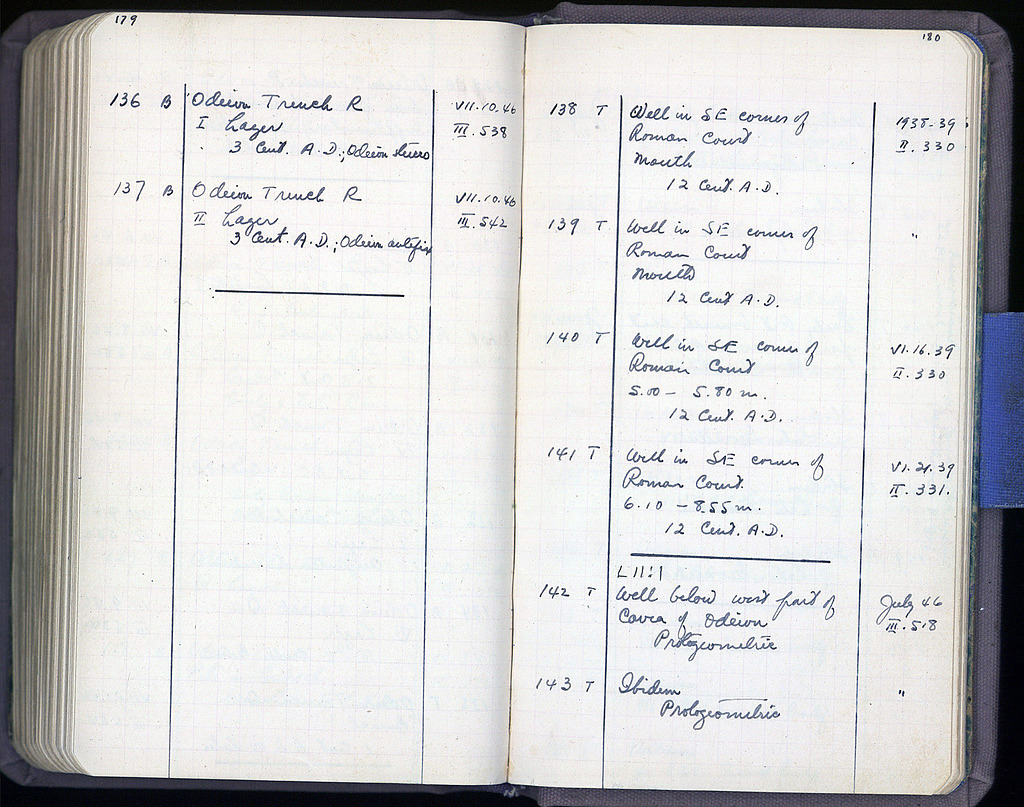 179
136 B Odeion Trench R VII.10.46
I Lager III.538
3 Cent. A.D.; Odeion stucco
137 B Odeion Trench R VII.10.46
II Lager III.542
3 Cent. A.D.; Odeion antefix
180
138 T Well in SE corner of 1938-39
Roman Court II.330
Mouth
12 Cent. A.D.
139 T Well in SE corner of "
Roman Court
Mouth
12 Cent A.D.
140 T Well in SE corner of VI.16.39
Roman Court II.330
5.00 - 5.80 m.
12 Cent. A.D.
141 T Well in SE corner of VI.21.39
Roman Court II.331.
6.10 - 8.55 m.
12 Cent. A.D.
142 T Well below west part of July 46
Cavea of Odeion III.518
Protogeometric
143 T Ibidem "
Protogeometric